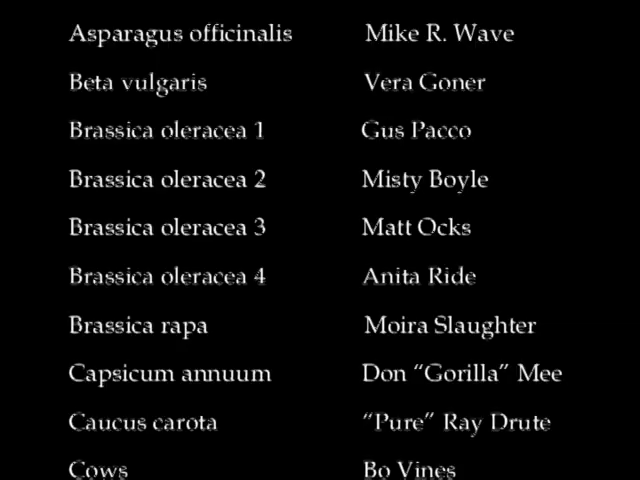 Asparagus officinalis Mike R. Wave
Beta vulgaris Vera Goner
Brassica oleracea 1 Gus Pacco
Brassica oleracea 2 Misty Boyle
Brassica oleracea 3 Matt Ocks
Brassica oleracea 4 Anita Ride
Brassica rapa Moira Slaughter
Capsicum annuum Don “Gorilla” Mee
Caucus carota “Pure” Ray Drute
Cows Bo Vines